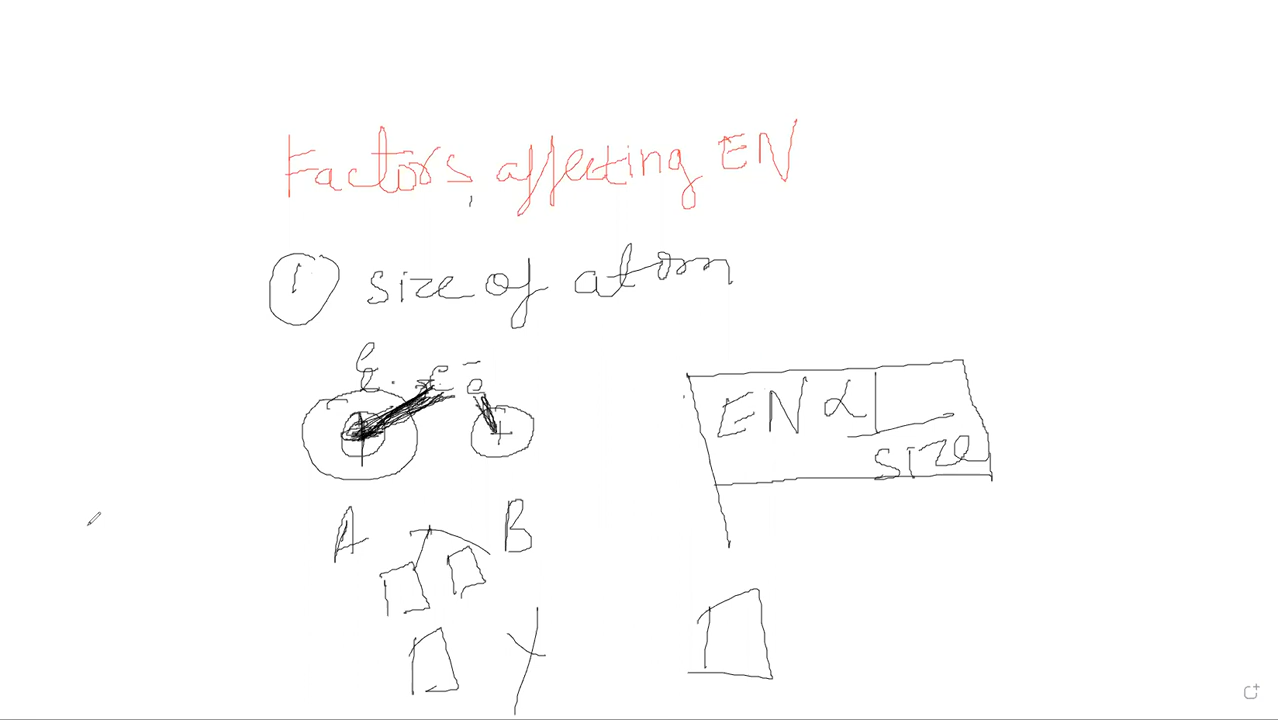 Factors affecting EN
1 size of atom
e-
EN α 1/size
A B
Y